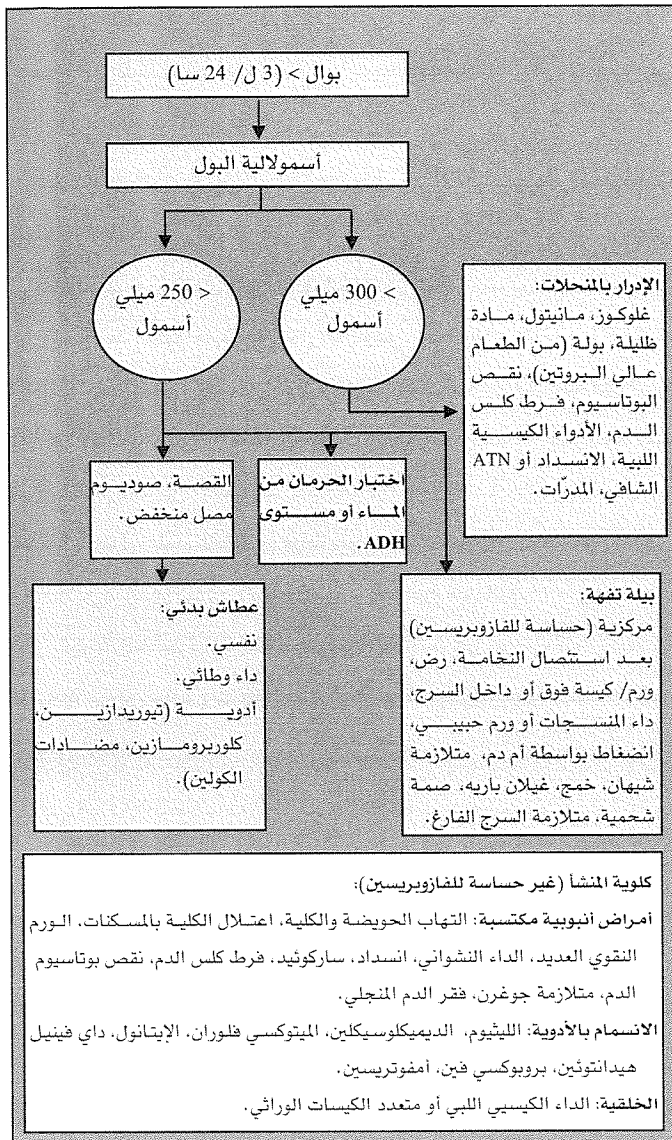 بوال > (3 ل/ 24 سا)
أسمولالية البول
< 250 ميلي
أسمول
> 300 ميلي
أسمول
الإدرار بالمنحلات:
غلوكوز، مانيتول، مادة
ظليلة، بولة (من الطعام
عالي البروتين)، نقص
البوتاسيوم، فرط كلس
الدم، الأدواء الكيسية
اللبية، الانسداد أو ATN
الشافي، المدرّات.
القصة، صوديوم
مصل منخفض.
اختبار الحرمان من
الماء أو مستوى
ADH.
عطاش بدئي:
نفسي.
داء وطائي.
أدوية (تيوريدازين،
كلوربرومازين، مضادات
الكولين).
بيلة تفهة:
مركزية (حساسة للفازوبريسين)
بعد استئصال النخامة، رض،
ورم/ كيسة فوق أو داخل السرج،
داء المنسجات أو ورم حبيبي،
انضغاط بواسطة أم دم، متلازمة
شيهان، خمج، غيلان باريه، صمة
شحمية، متلازمة السرج الفارغ.
كلوية المنشأ (غير حساسة للفازوبريسين):
أمراض أنبوبية مكتسبة: التهاب الحويضة والكلية، اعتلال الكلية بالمسكنات، الورم
النقوي العديد، الداء النشواني، انسداد، ساركوئيد، فرط كلس الدم، نقص بوتاسيوم
الدم، متلازمة جوغرن، فقر الدم المنجلي.
الانسمام بالأدوية: الليثيوم، الديميكلوسيكلين، الميتوكسي فلوران، الإيتانول، داي فينيل
هيدانتوئين، بروبوكسي فين، أمفوتريسين.
الخلقية: الداء الكيسي اللبي أو متعدد الكيسات الوراثي.